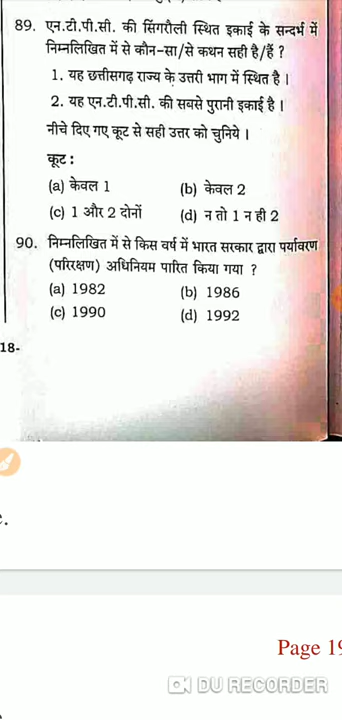 89. एन.टी.पी.सी. की सिंगरौली स्थित इकाई के सन्दर्भ में
निम्नलिखित में से कौन-सा/से कथन सही है/हैं ?
1. यह छत्तीसगढ़ राज्य के उत्तरी भाग में स्थित है।
2. यह एन.टी.पी.सी. की सबसे पुरानी इकाई है।
नीचे दिए गए कूट से सही उत्तर को चुनिये।
कूट :
(a) केवल 1 (b) केवल 2
(c) 1 और 2 दोनों (d) न तो 1 न ही 2
90. निम्नलिखित में से किस वर्ष में भारत सरकार द्वारा पर्यावरण
(परिरक्षण) अधिनियम पारित किया गया ?
(a) 1982 (b) 1986
(c) 1990 (d) 1992
18-
Page 19
DU RECORDER